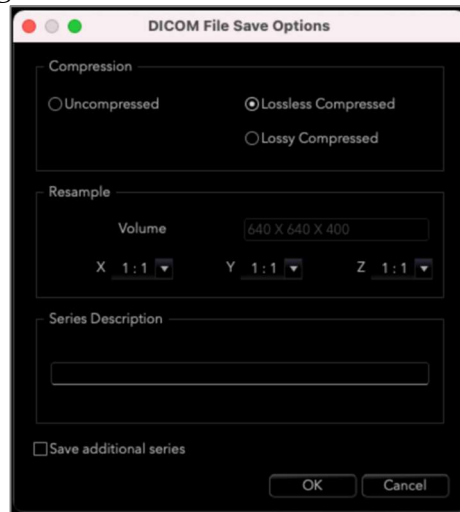 DICOM File Save Options
Compression
Uncompressed
Lossless Compressed
Lossy Compressed
Resample
Volume
640 X 640 X 400
X 1 : 1 Y 1 : 1 Z 1 : 1
Series Description
Save additional series
OK Cancel